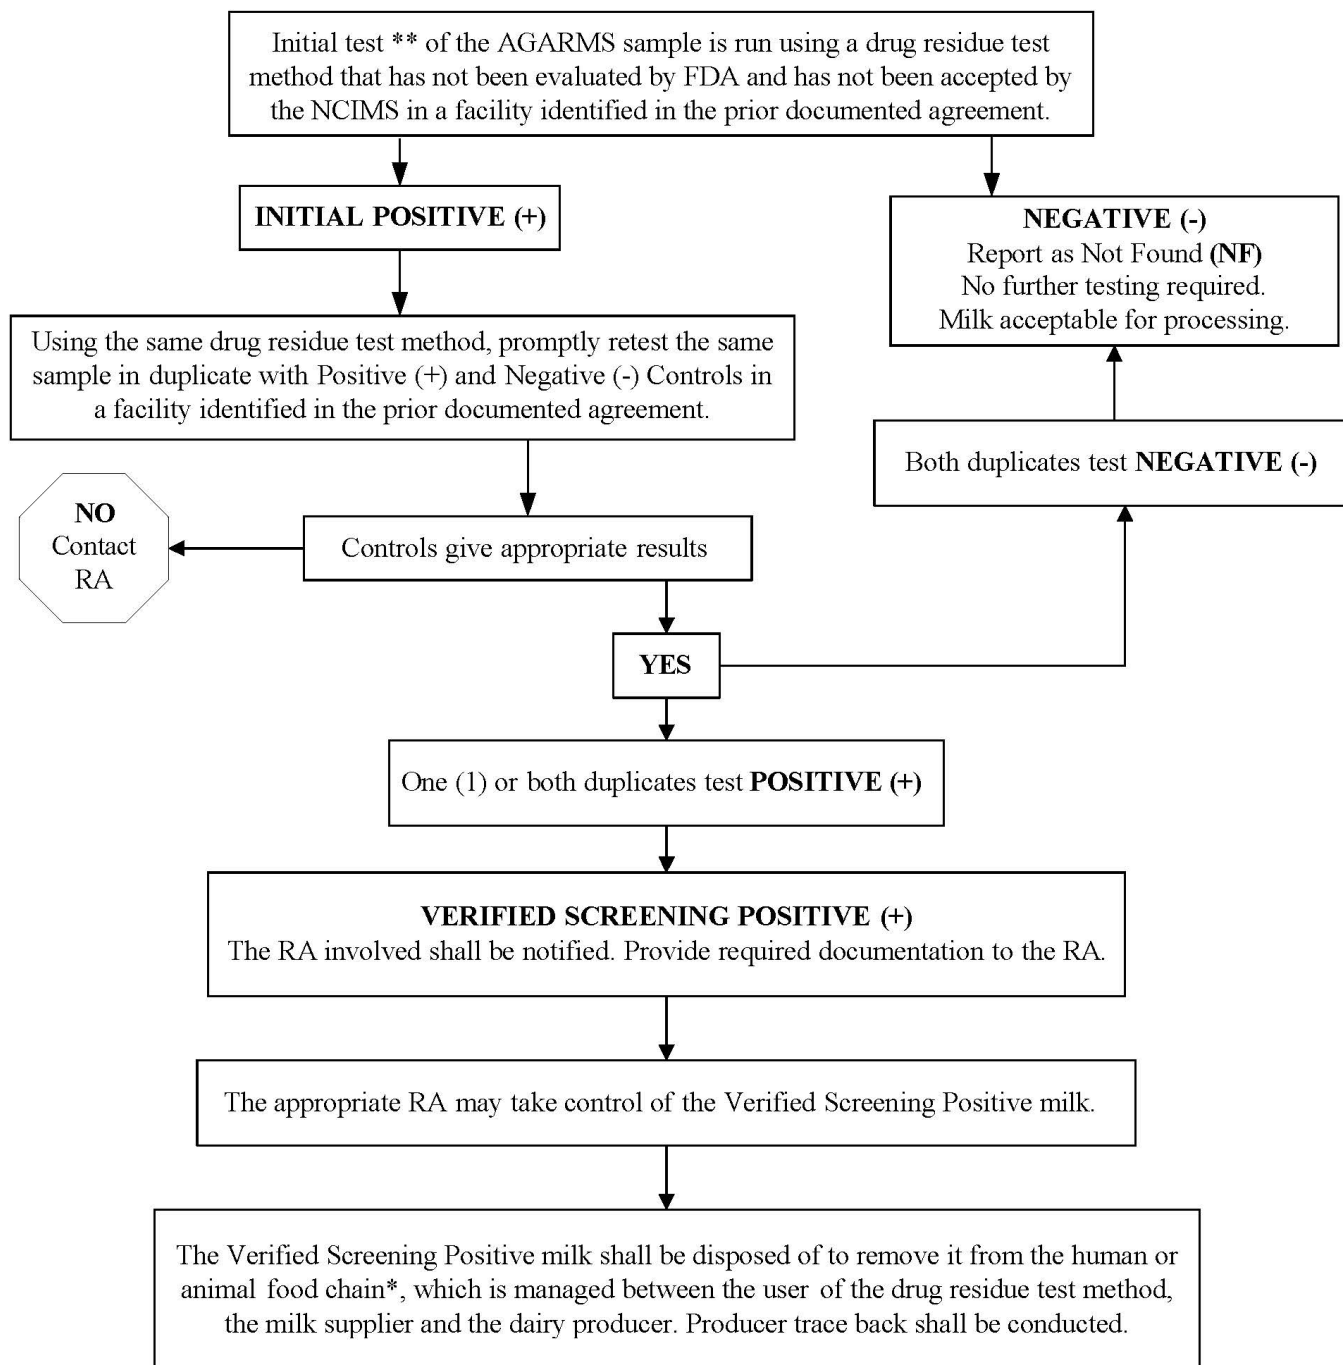 Initial test ** of the AGARMS sample is run using a drug residue test
method that has not been evaluated by FDA and has not been accepted by
the NCIMS in a facility identified in the prior documented agreement.
INITIAL POSITIVE (+)
NEGATIVE (-)
Report as Not Found (NF)
No further testing required.
Milk acceptable for processing.
Using the same drug residue test method, promptly retest the same
sample in duplicate with Positive (+) and Negative (-) Controls in
a facility identified in the prior documented agreement.
Both duplicates test NEGATIVE (-)
NO
Contact
RA
Controls give appropriate results
YES
One (1) or both duplicates test POSITIVE (+)
VERIFIED SCREENING POSITIVE (+)
The RA involved shall be notified. Provide required documentation to the RA.
The appropriate RA may take control of the Verified Screening Positive milk.
The Verified Screening Positive milk shall be disposed of to remove it from the human or
animal food chain*, which is managed between the user of the drug residue test method,
the milk supplier and the dairy producer. Producer trace back shall be conducted.